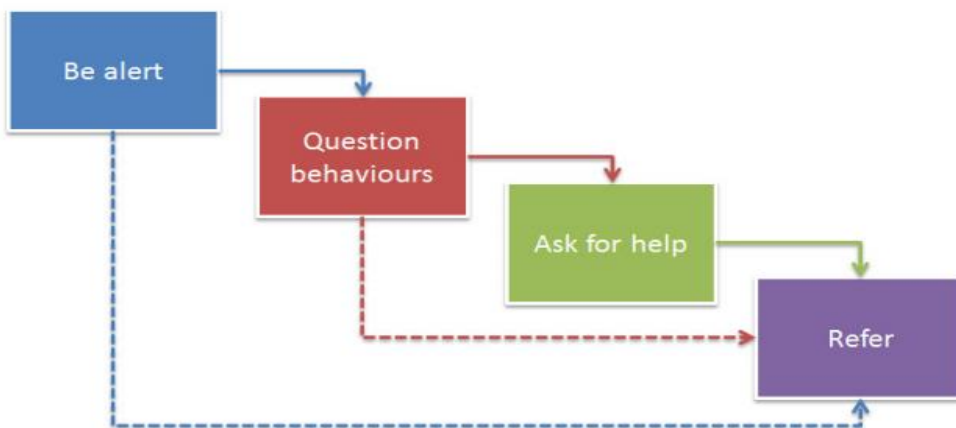 Be alert
Question
behaviours
Ask for help
Refer